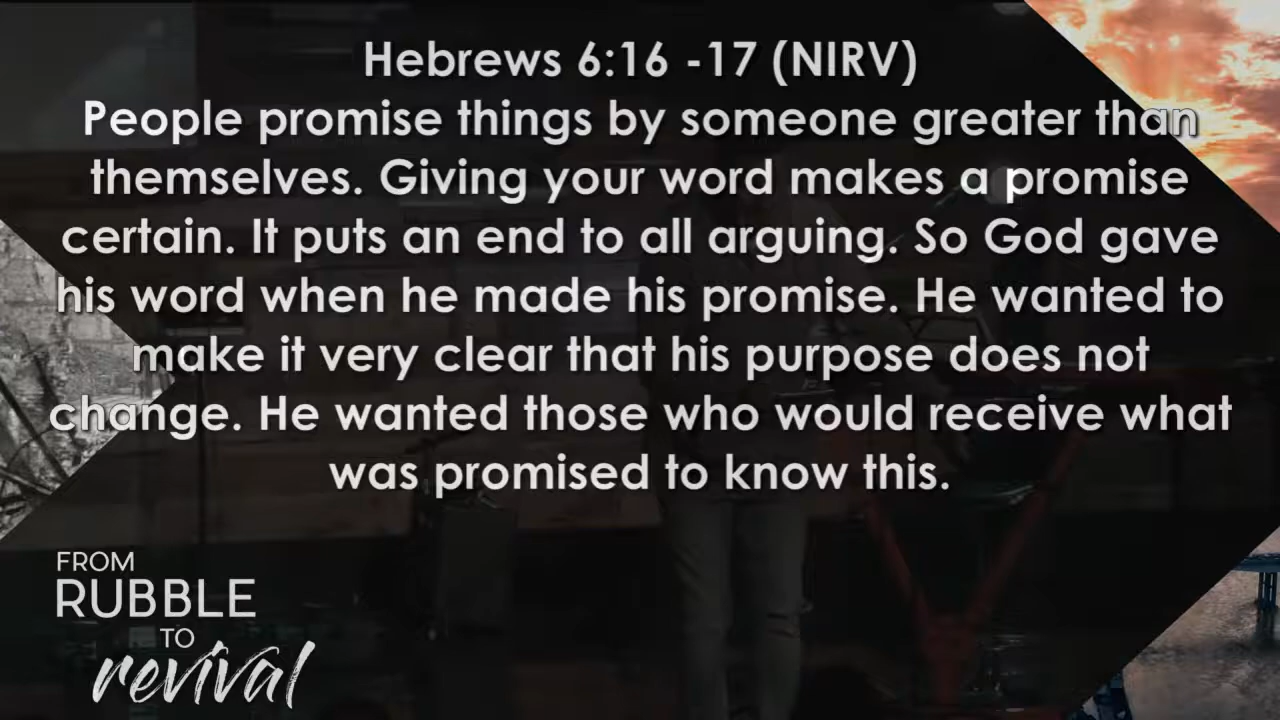 Hebrews 6:16 -17 (NIRV)
People promise things by someone greater than
themselves. Giving your word makes a promise
certain. It puts an end to all arguing. So God gave
his word when he made his promise. He wanted to
make it very clear that his purpose does not
change. He wanted those who would receive what
was promised to know this.
FROM
RUBBLE
TO
revival